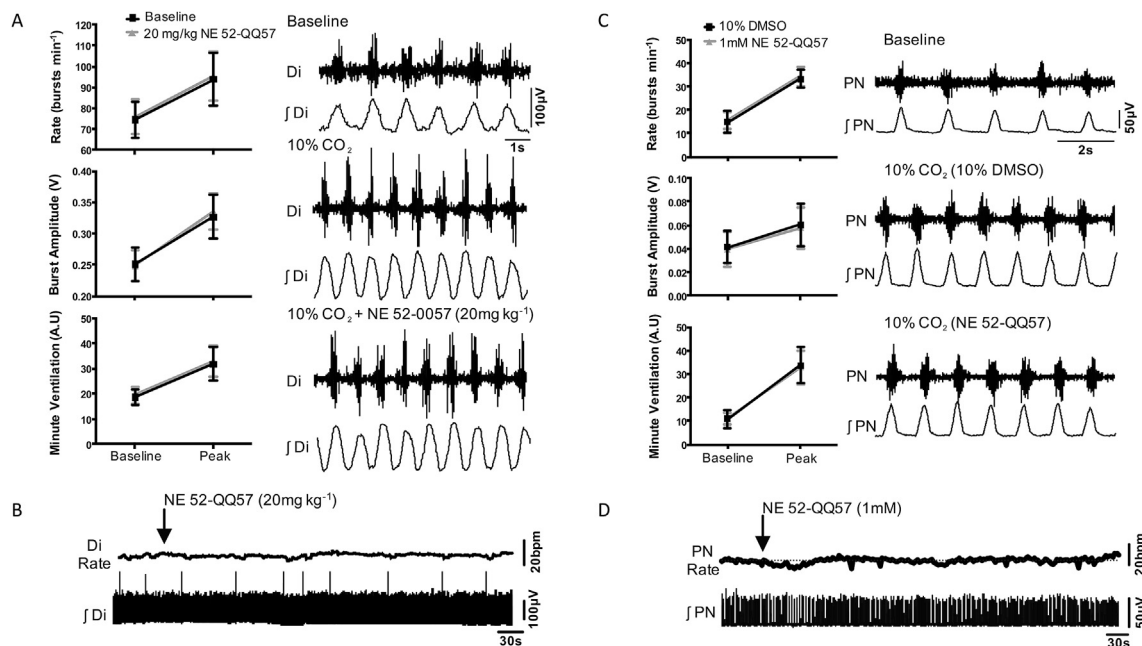 A
Baseline
20 mg/kg NE 52-QQ57
Rate (bursts min⁻¹)
120
110
100
90
80
70
60
Burst Amplitude (V)
0.40
0.35
0.30
0.25
0.20
Minute Ventilation (A.U)
50
40
30
20
10
0
Baseline
Peak
Baseline
Di
∫ Di
100µV
1s
10% CO₂
Di
∫ Di
10% CO₂ + NE 52-0057 (20mg kg⁻¹)
Di
∫ Di
C
10% DMSO
1mM NE 52-QQ57
Rate (bursts min⁻¹)
50
40
30
20
10
0
Burst Amplitude (V)
0.10
0.08
0.06
0.04
0.02
0.00
Minute Ventilation (A.U)
50
40
30
20
10
0
Baseline
Peak
Baseline
PN
∫ PN
50µV
2s
10% CO₂ (10% DMSO)
PN
∫ PN
10% CO₂ (NE 52-QQ57)
PN
∫ PN
B
NE 52-QQ57 (20mg kg⁻¹)
Di
Rate
20bpm
∫ Di
100µV
30s
D
NE 52-QQ57 (1mM)
PN
Rate
20bpm
∫ PN
50µV
30s